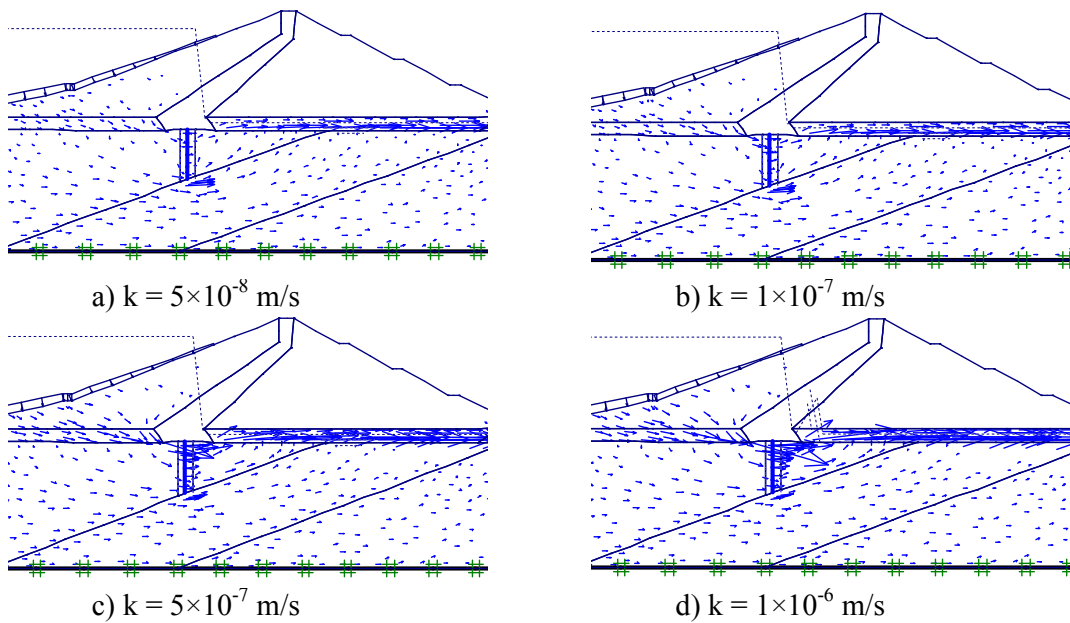 a) k = 5×10⁻⁸ m/s
b) k = 1×10⁻⁷ m/s
c) k = 5×10⁻⁷ m/s
d) k = 1×10⁻⁶ m/s